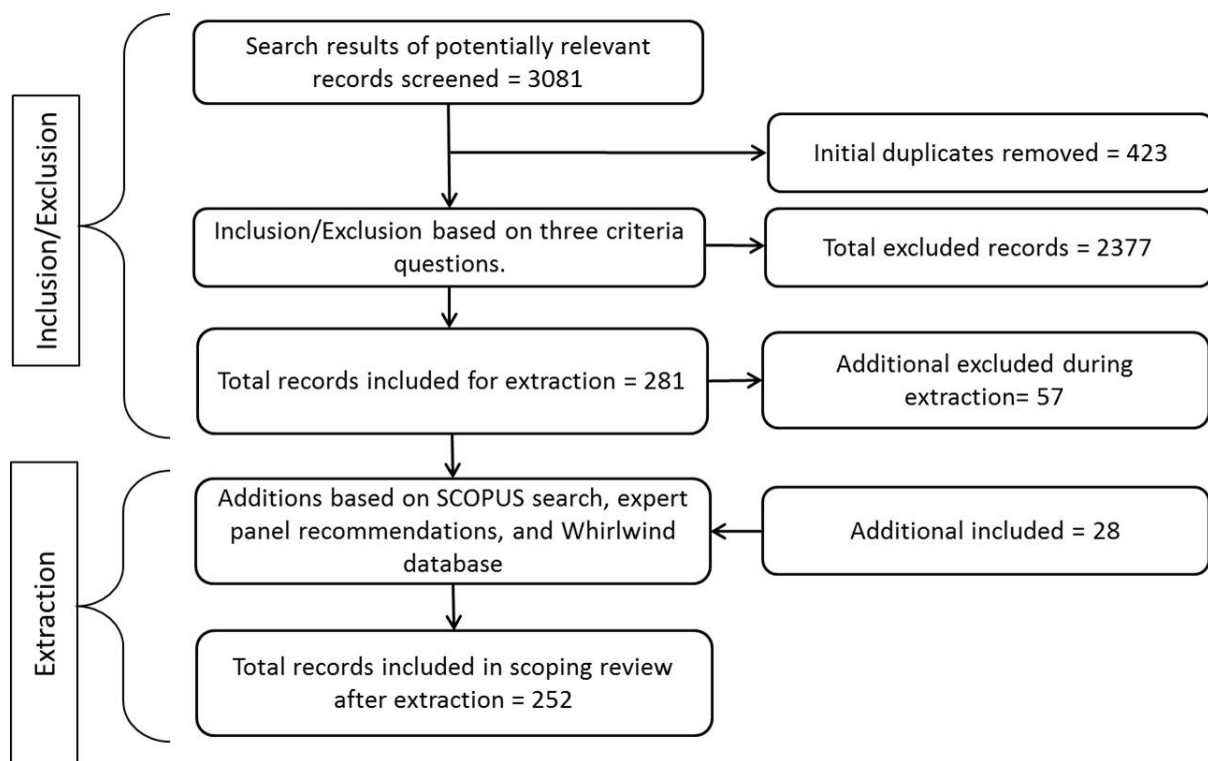 Inclusion/Exclusion
Search results of potentially relevant
records screened = 3081
Initial duplicates removed = 423
Inclusion/Exclusion based on three criteria
questions.
Total excluded records = 2377
Total records included for extraction = 281
Additional excluded during
extraction= 57
Extraction
Additions based on SCOPUS search, expert
panel recommendations, and Whirlwind
database
Additional included = 28
Total records included in scoping review
after extraction = 252